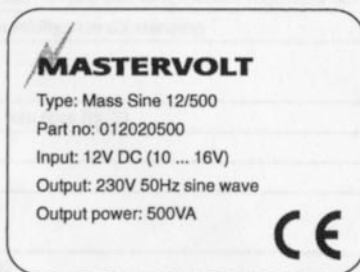 MASTERVOLT
Type: Mass Sine 12/500
Part no: 012020500
Input: 12V DC (10 ... 16V)
Output: 230V 50Hz sine wave
Output power: 500VA
CE